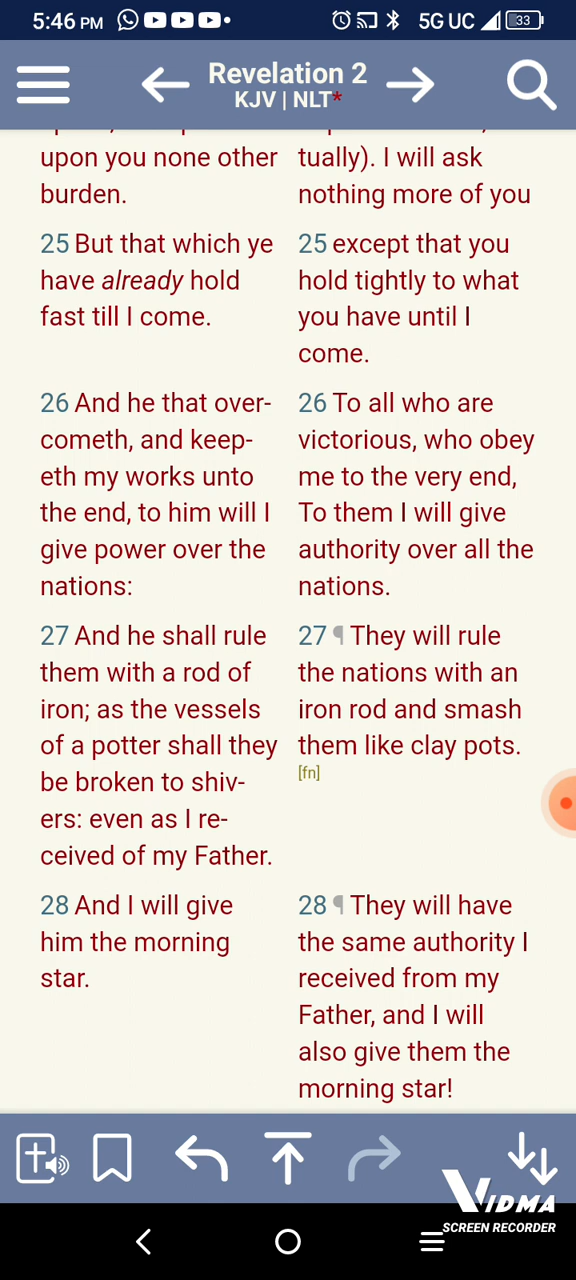 5:46 PM
5G UC
33
Revelation 2
KJV | NLT*
upon you none other
burden.
25 But that which ye
have already hold
fast till I come.
26 And he that over-
cometh, and keep-
eth my works unto
the end, to him will I
give power over the
nations:
27 And he shall rule
them with a rod of
iron; as the vessels
of a potter shall they
be broken to shiv-
ers: even as I re-
ceived of my Father.
28 And I will give
him the morning
star.
tually). I will ask
nothing more of you
25 except that you
hold tightly to what
you have until I
come.
26 To all who are
victorious, who obey
me to the very end,
To them I will give
authority over all the
nations.
27 ¶ They will rule
the nations with an
iron rod and smash
them like clay pots.
[fn]
28 ¶ They will have
the same authority I
received from my
Father, and I will
also give them the
morning star!
VIDMA
SCREEN RECORDER